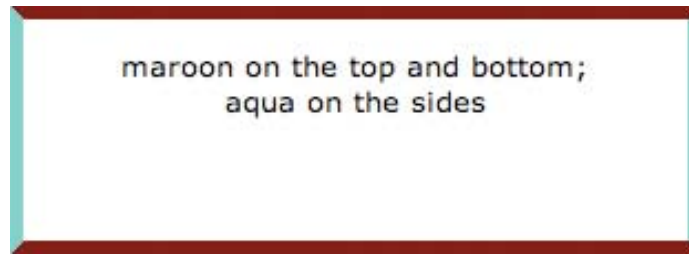 maroon on the top and bottom;
aqua on the sides